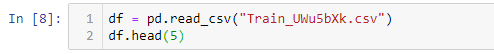 In [8]:
1 df = pd.read_csv("Train_UWu5bXk.csv")
2 df.head(5)